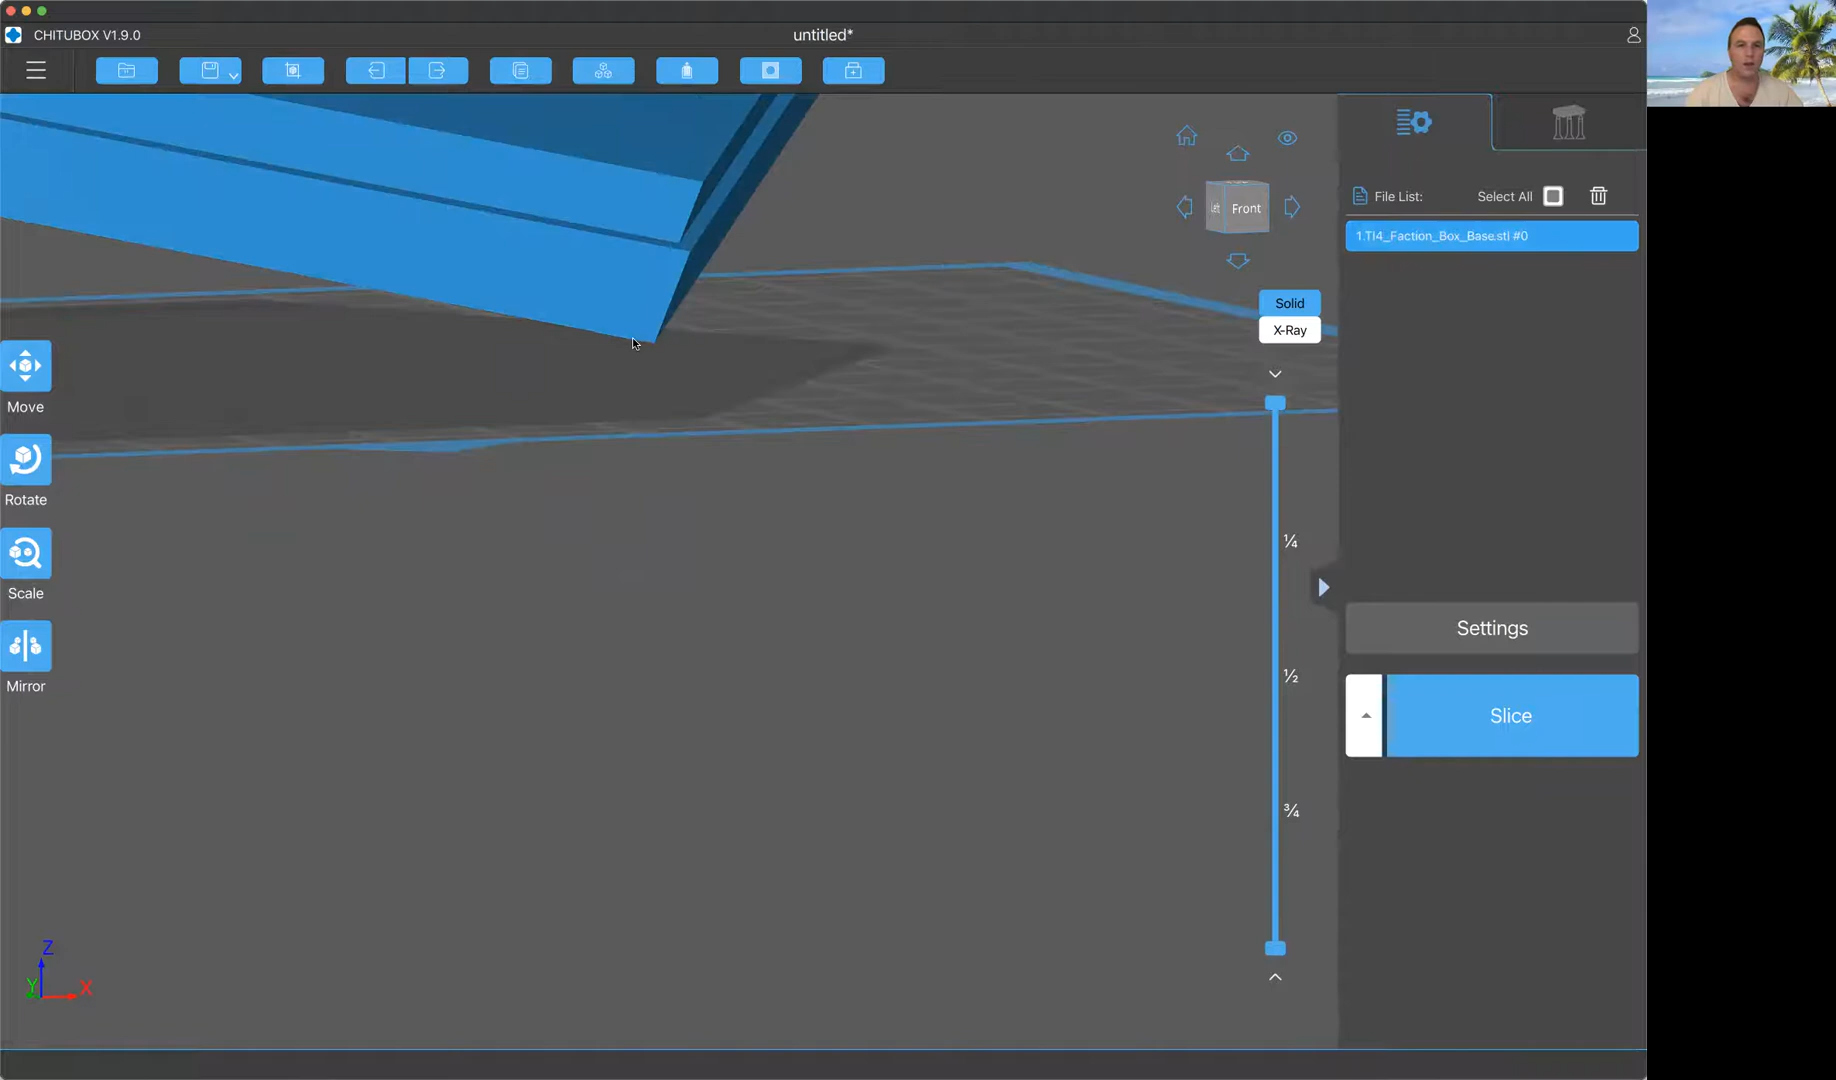 CHITUBOX V1.9.0
untitled*
Left
Front
File List:
Select All
1.TI4_Faction_Box_Base.stl #0
Solid
X-Ray
Move
Rotate
Scale
Mirror
¼
½
¾
Settings
Slice
Z
Y
X